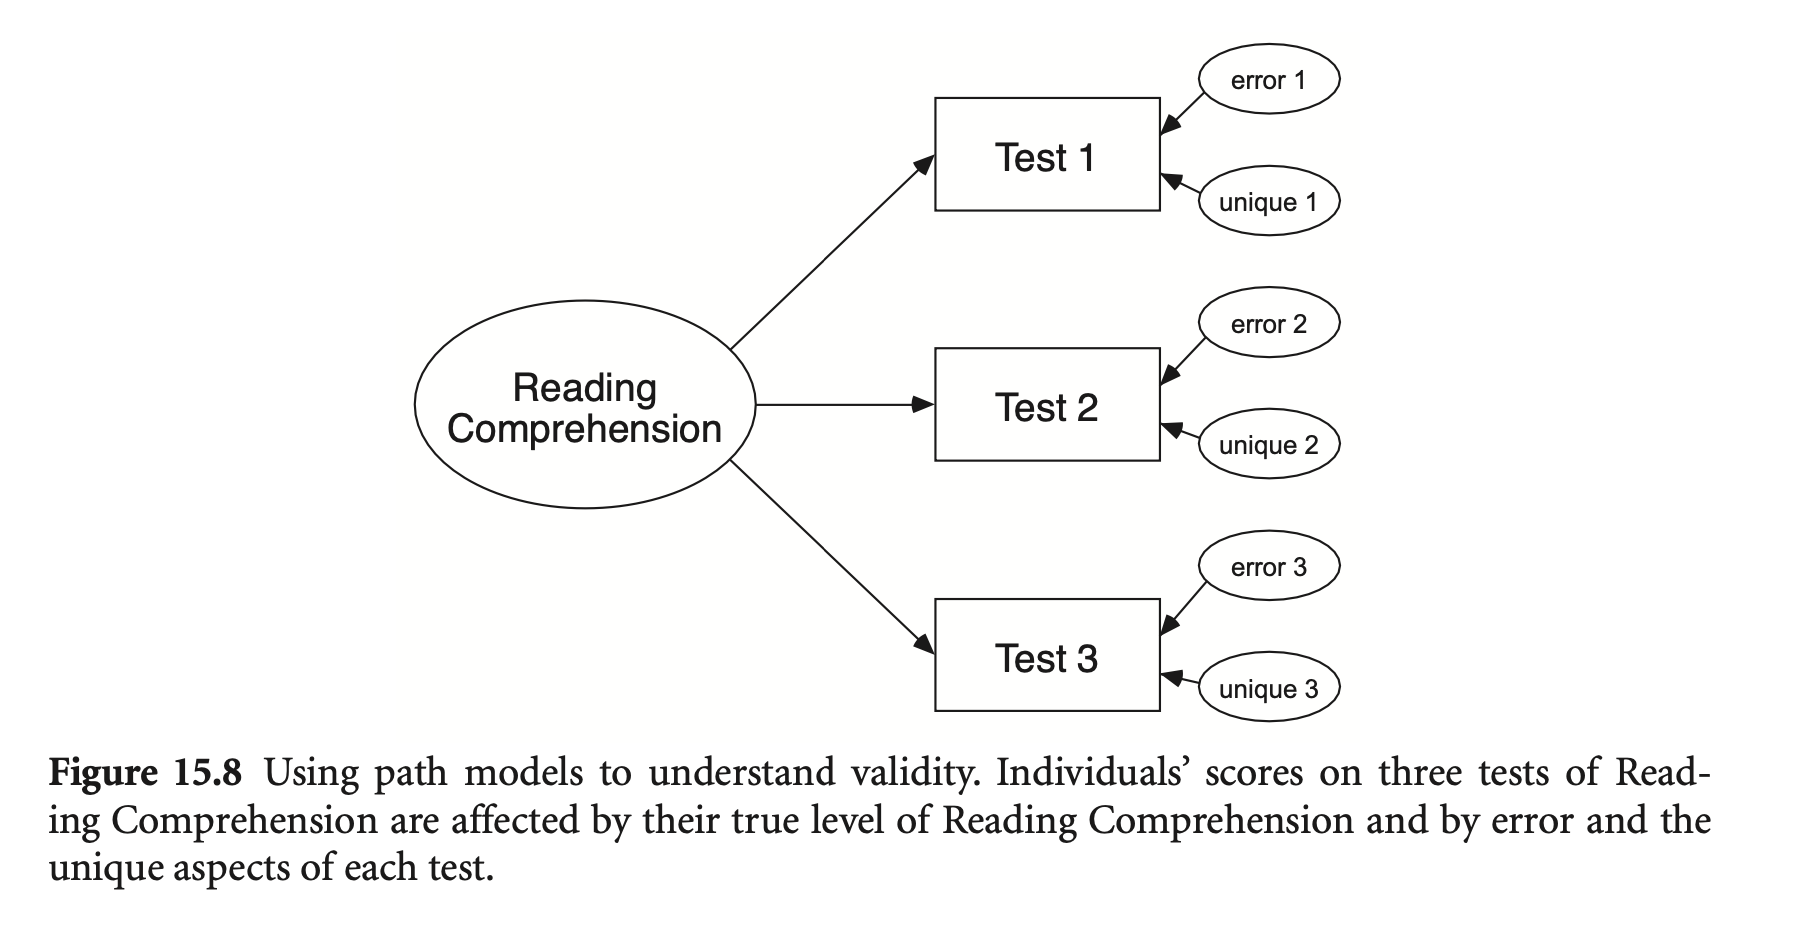 error 1
Test 1
unique 1
error 2
Reading
Comprehension
Test 2
unique 2
error 3
Test 3
unique 3
Figure 15.8 Using path models to understand validity. Individuals’ scores on three tests of Read-
ing Comprehension are affected by their true level of Reading Comprehension and by error and the
unique aspects of each test.